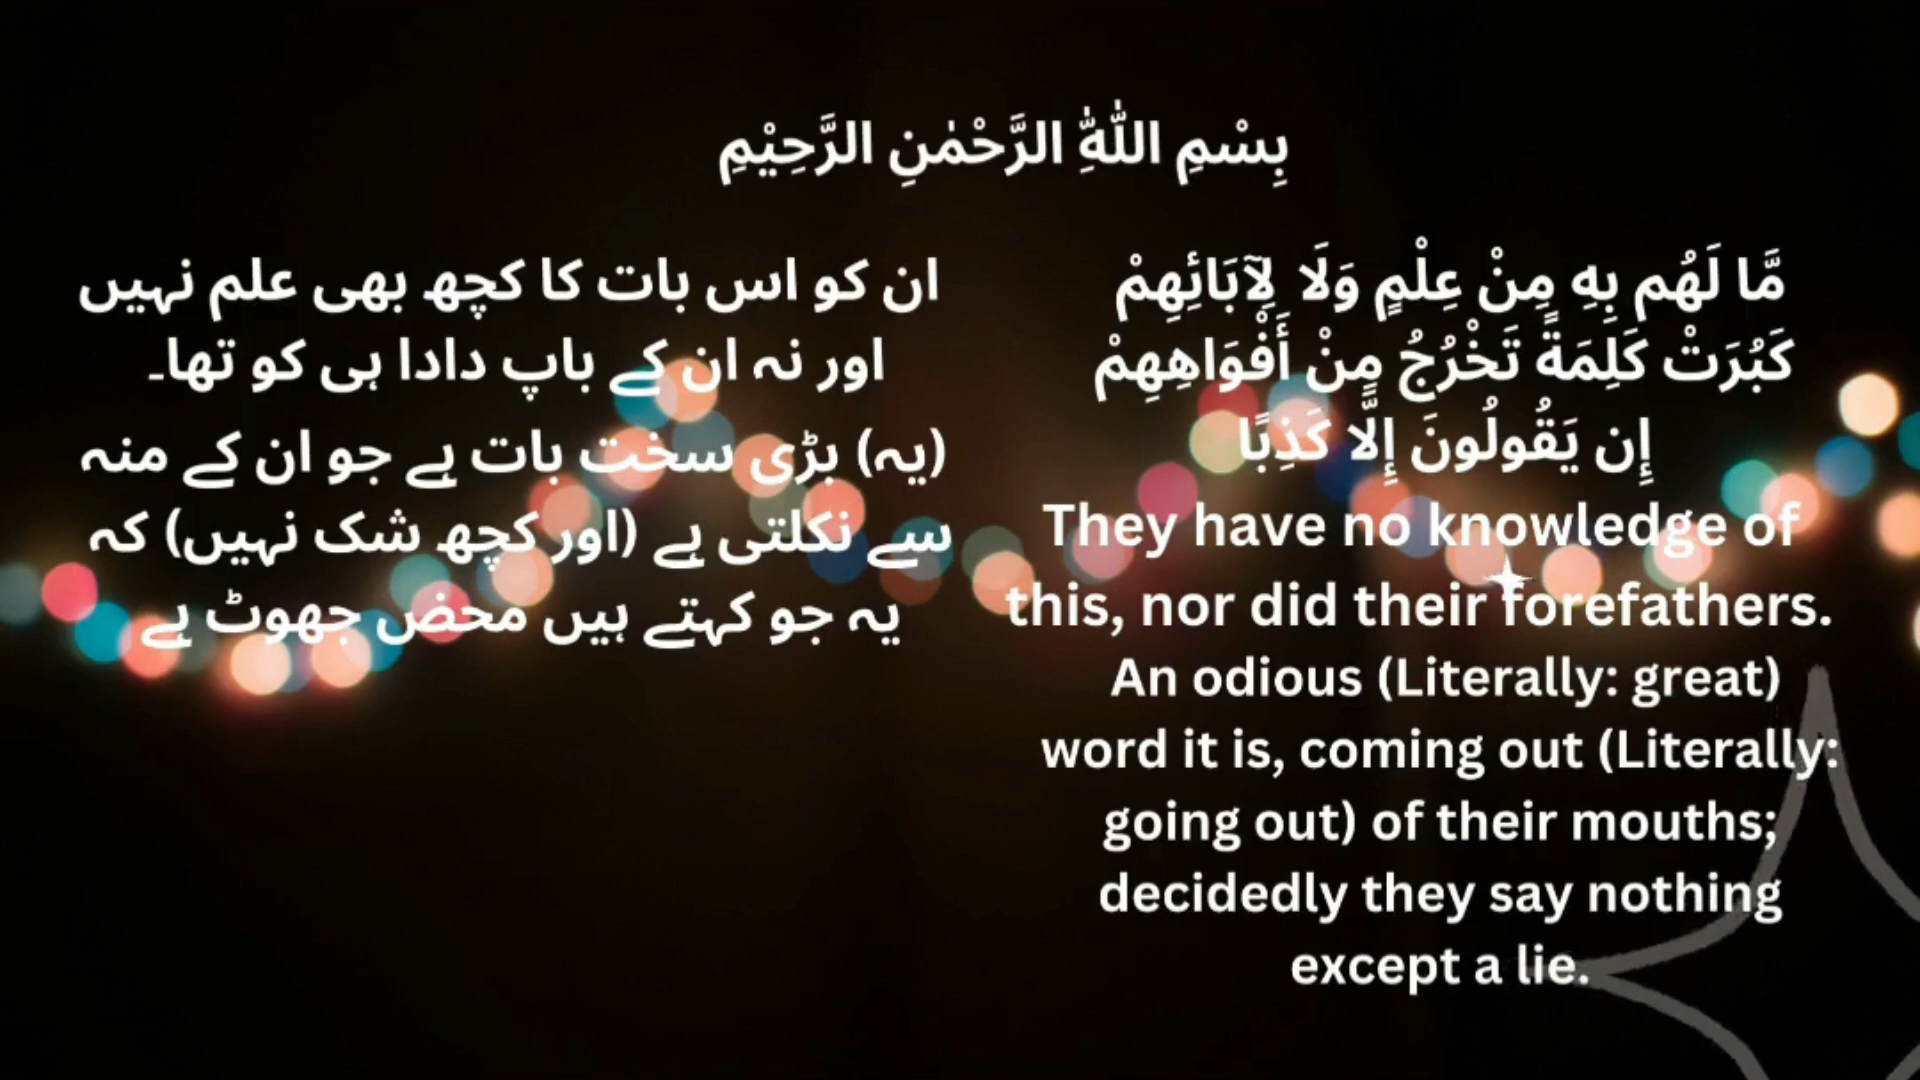 بِسْمِ اللّٰهِ الرَّحْمٰنِ الرَّحِيْمِ
مَّا لَهُم بِهِ مِنْ عِلْمٍ وَلَا لِآبَائِهِمْ
كَبُرَتْ كَلِمَةً تَخْرُجُ مِنْ أَفْوَاهِهِمْ
إِن يَقُولُونَ إِلَّا كَذِبًا
They have no knowledge of
this, nor did their forefathers.
An odious (Literally: great)
word it is, coming out (Literally:
going out) of their mouths;
decidedly they say nothing
except a lie.
ان کو اس بات کا کچھ بھی علم نہیں
اور نہ ان کے باپ دادا ہی کو تھا۔
(یہ) بڑی سخت بات ہے جو ان کے منہ
سے نکلتی ہے (اور کچھ شک نہیں) کہ
یہ جو کہتے ہیں محض جھوٹ ہے